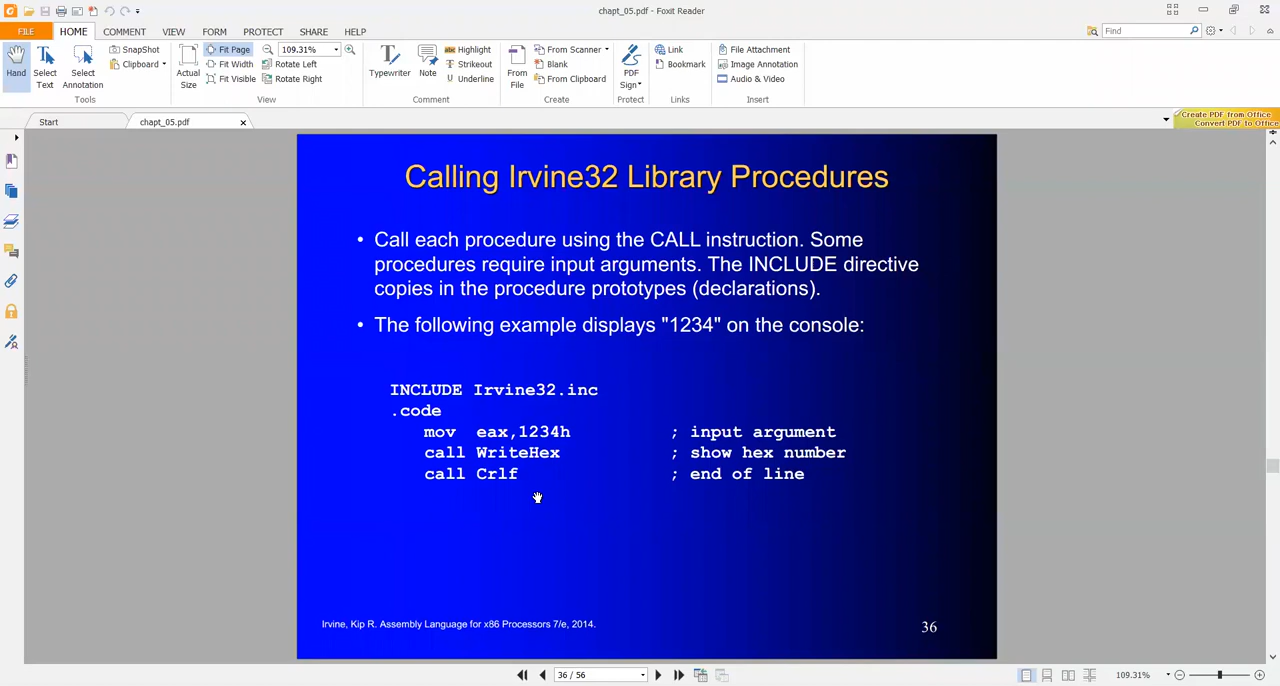 chapt_05.pdf - Foxit Reader
FILE HOME COMMENT VIEW FORM PROTECT SHARE HELP
Find
Hand
Select Text
Select Annotation
SnapShot
Clipboard
Tools
Actual Size
Fit Page
Fit Width
Fit Visible
109.31%
Rotate Left
Rotate Right
View
Typewriter
Note
Highlight
Strikeout
Underline
Comment
From File
From Scanner
Blank
From Clipboard
Create
PDF Sign
Protect
Link
Bookmark
Links
File Attachment
Image Annotation
Audio & Video
Insert
Start
chapt_05.pdf
Create PDF from Office
Convert PDF to Office
Calling Irvine32 Library Procedures
• Call each procedure using the CALL instruction. Some
procedures require input arguments. The INCLUDE directive
copies in the procedure prototypes (declarations).
• The following example displays "1234" on the console:
INCLUDE Irvine32.inc
.code
mov eax,1234h ; input argument
call WriteHex ; show hex number
call Crlf ; end of line
Irvine, Kip R. Assembly Language for x86 Processors 7/e, 2014.
36
36 / 56
109.31%